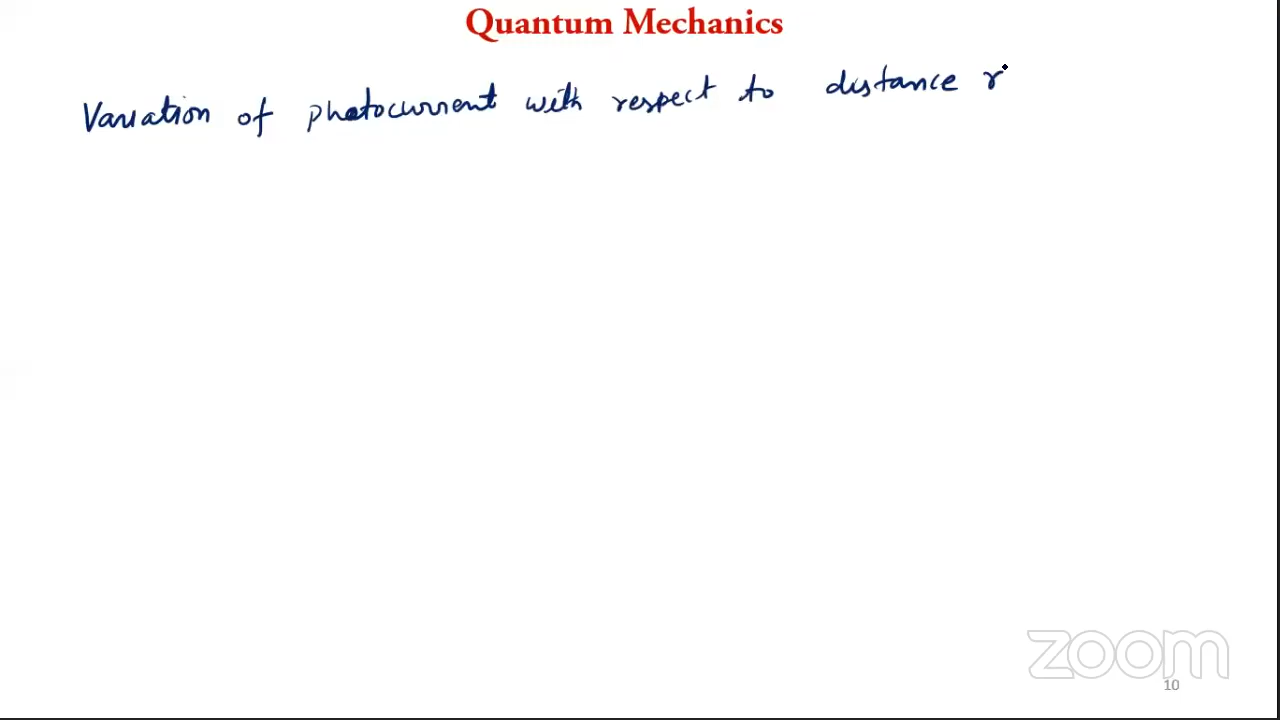 Quantum Mechanics
Variation of photocurrent with respect to distance r
zoom
10